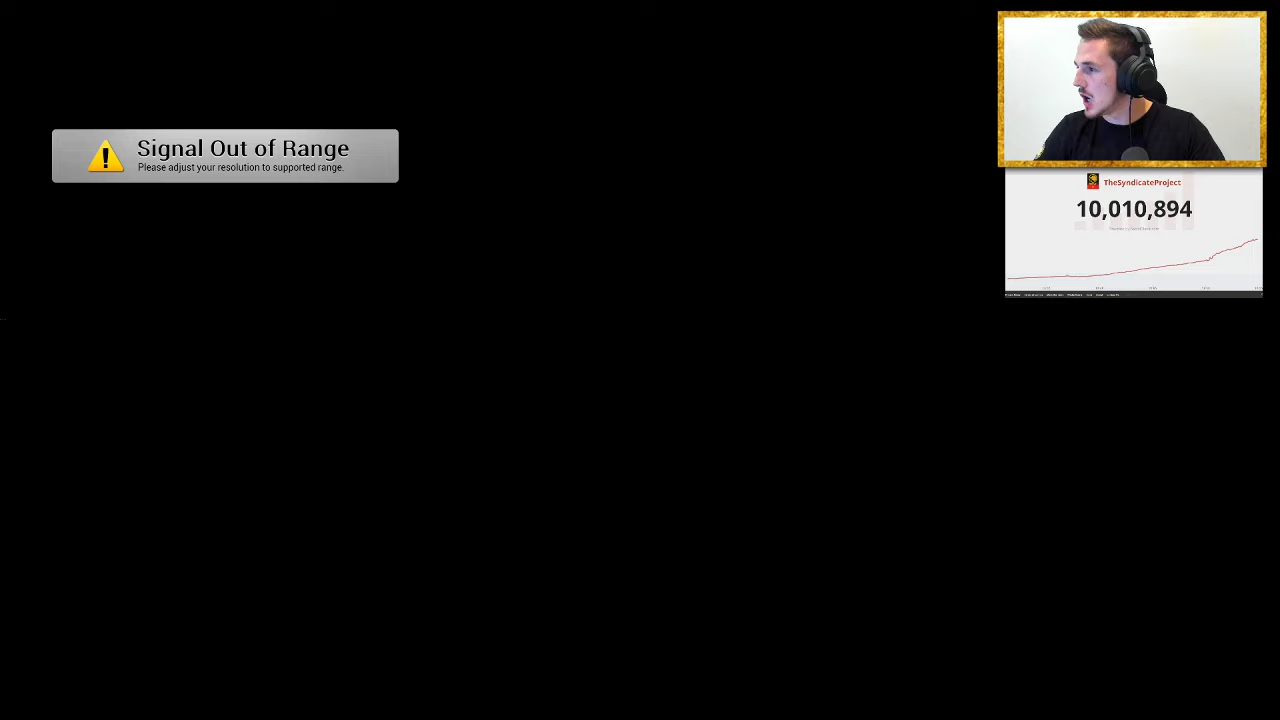 Signal Out of Range
Please adjust your resolution to supported range.
TheSyndicateProject
10,010,894